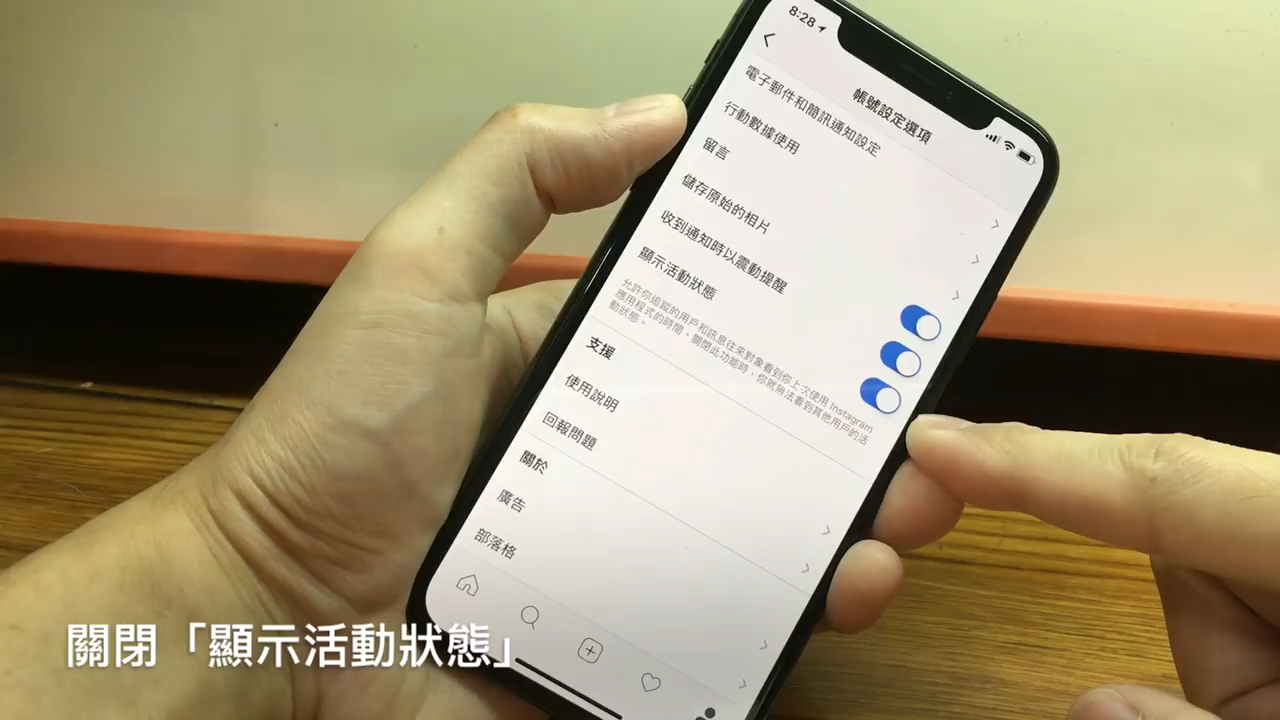 8:28
帳號設定選項
電子郵件和簡訊通知設定
行動數據使用
留言
儲存原始的相片
收到通知時以震動提醒
顯示活動狀態
允許你追蹤的用戶和訊息往來對象看到你上次使用 Instagram
應用程式的時間。關閉此功能時，你就無法看到其他用戶的活
動狀態。
支援
使用說明
回報問題
關於
廣告
部落格
關閉「顯示活動狀態」